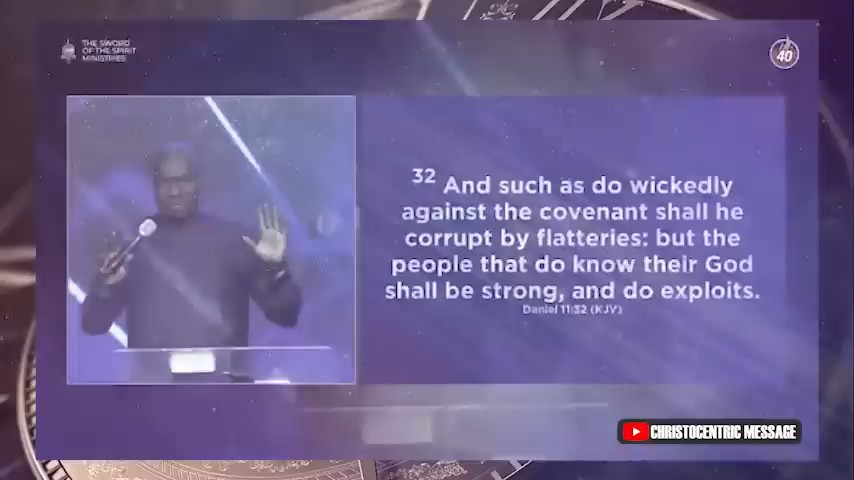 THE SWORD
OF THE SPIRIT
MINISTRIES
40
32 And such as do wickedly
against the covenant shall he
corrupt by flatteries: but the
people that do know their God
shall be strong, and do exploits.
Daniel 11:32 (KJV)
CHRISTOCENTRIC MESSAGE